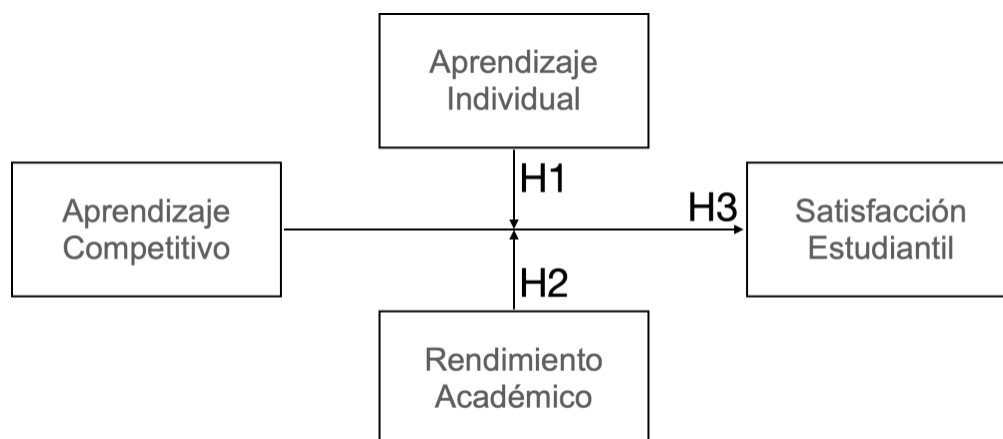 Aprendizaje
Individual
H1
Aprendizaje
Competitivo
H3
Satisfacción
Estudiantil
H2
Rendimiento
Académico